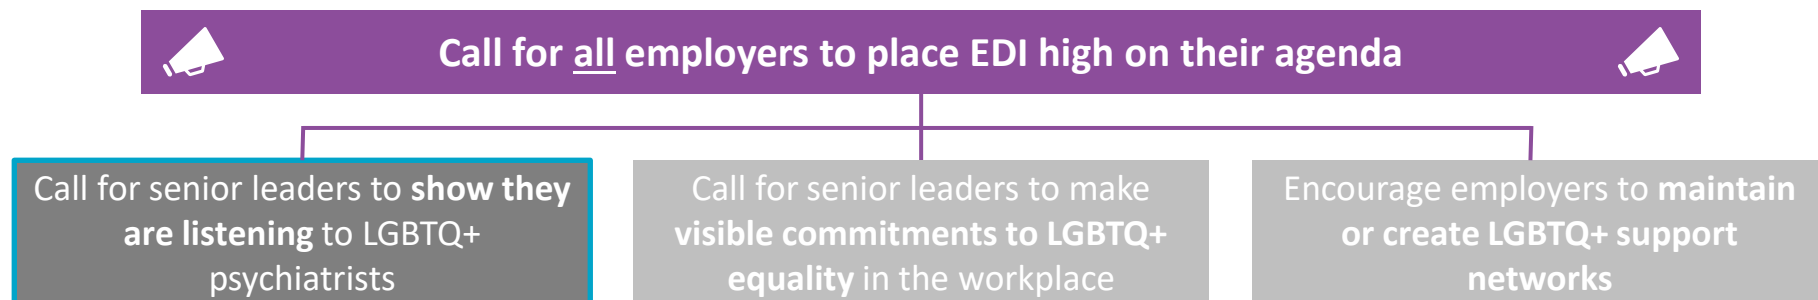 Call for all employers to place EDI high on their agenda
Call for senior leaders to show they
are listening to LGBTQ+
psychiatrists
Call for senior leaders to make
visible commitments to LGBTQ+
equality in the workplace
Encourage employers to maintain
or create LGBTQ+ support
networks